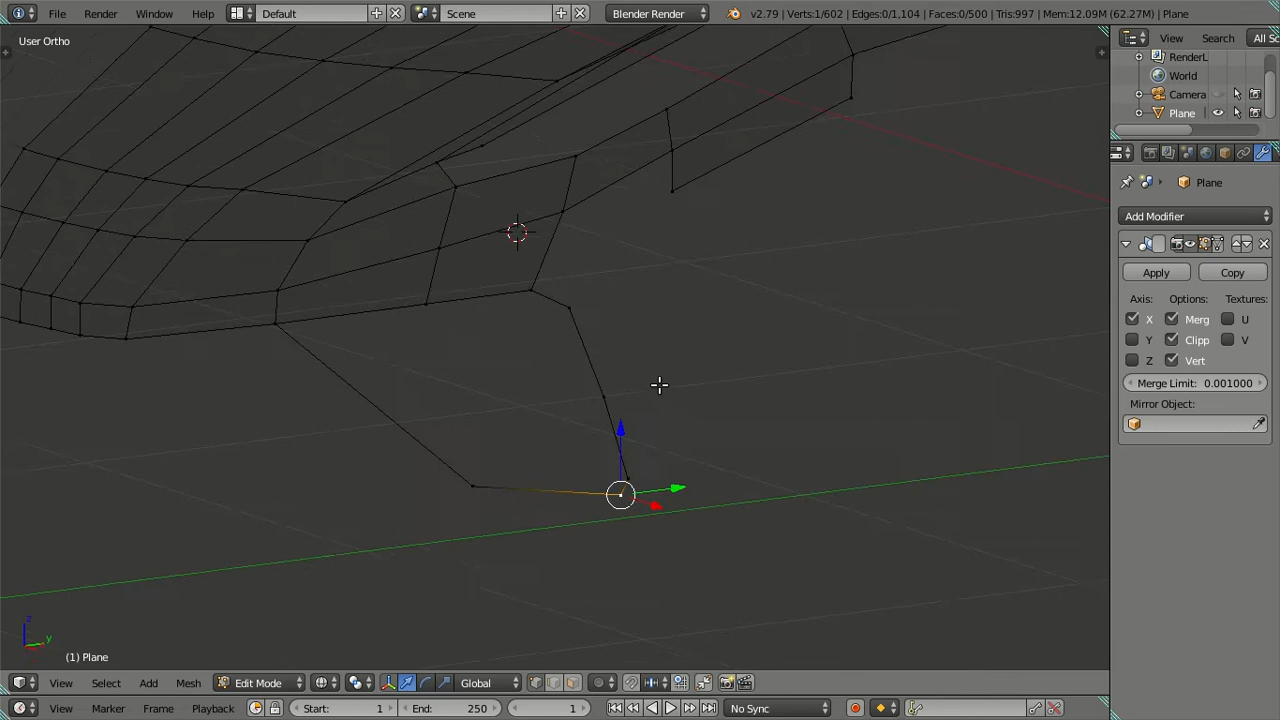 File Render Window Help Default Scene Blender Render v2.79 | Verts:1/602 | Edges:0/1,104 | Faces:0/500 | Tris:997 | Mem:12.09M (62.27M) | Plane
User Ortho
View Search All Sc
RenderL
World
Camera
Plane
Plane
Add Modifier
Apply Copy
Axis: Options: Textures:
X Merg U
Y Clipp V
Z Vert
Merge Limit: 0.001000
Mirror Object:
z
y
(1) Plane
View Select Add Mesh Edit Mode Global
View Marker Frame Playback Start: 1 End: 250 1 No Sync